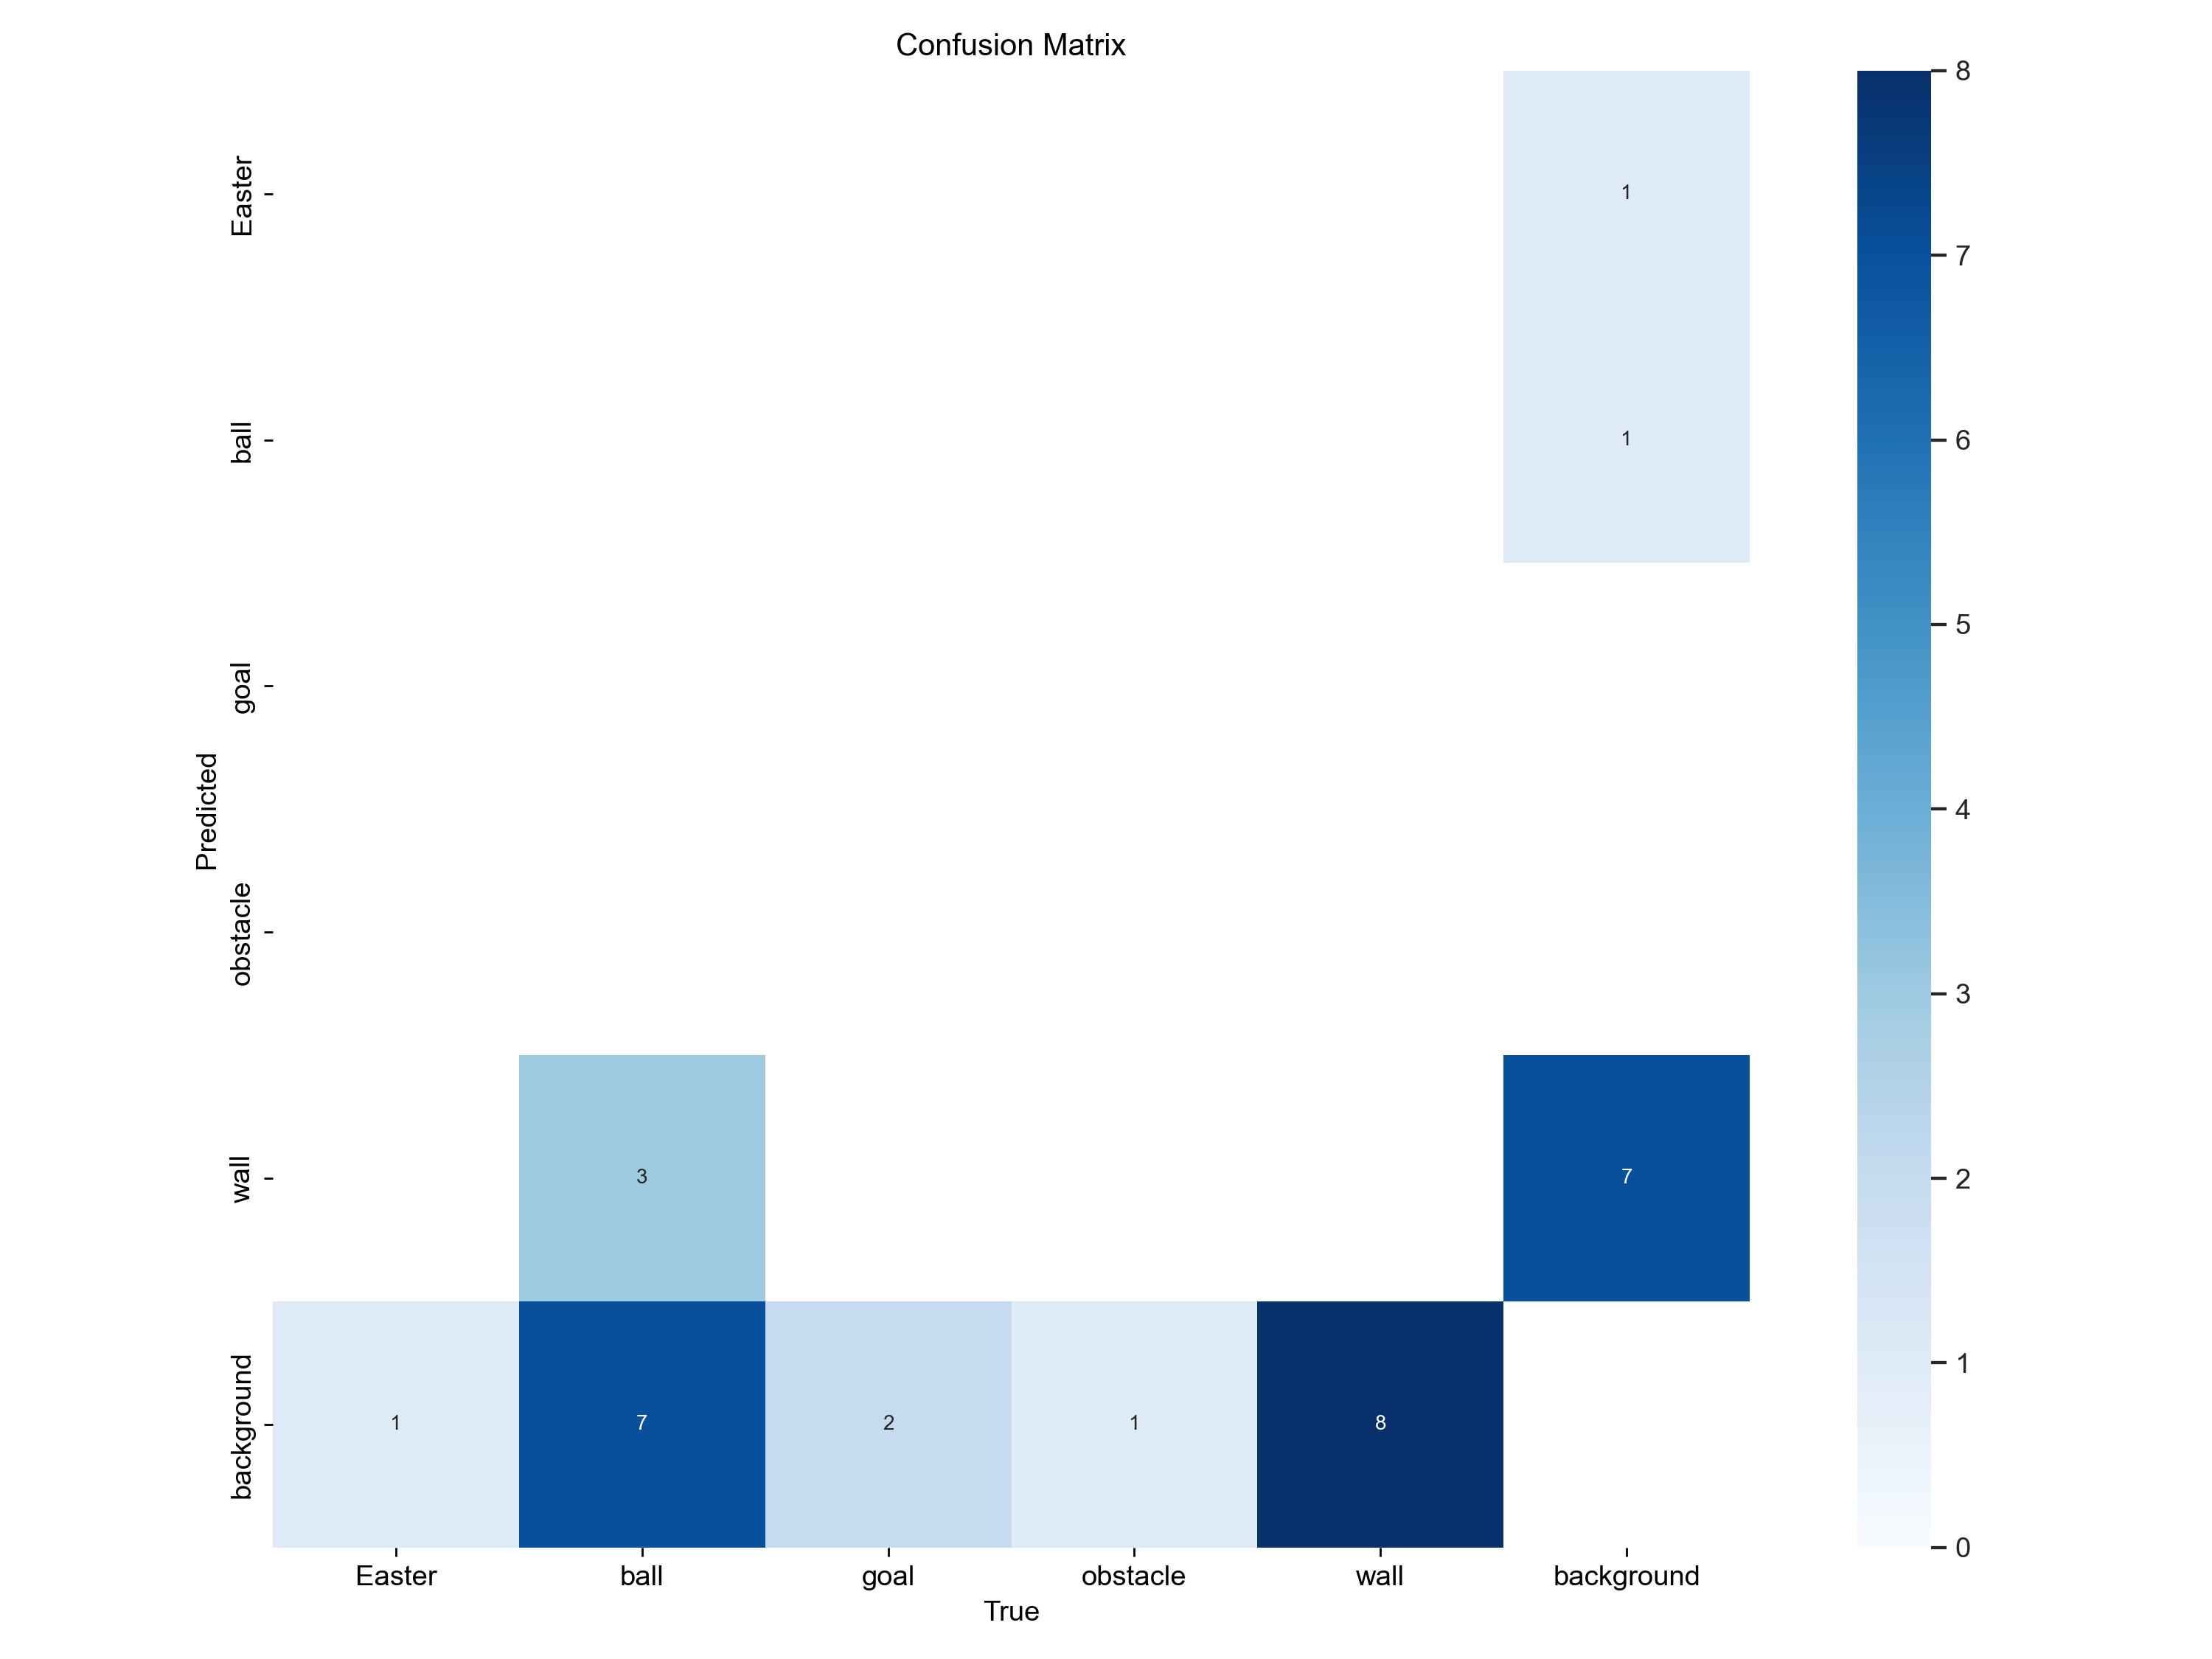 Confusion Matrix
8
Easter
1
7
ball
1
6
5
goal
Predicted
4
obstacle
3
wall
3
7
2
background
1
7
2
1
8
1
0
Easter
ball
goal
obstacle
wall
background
True